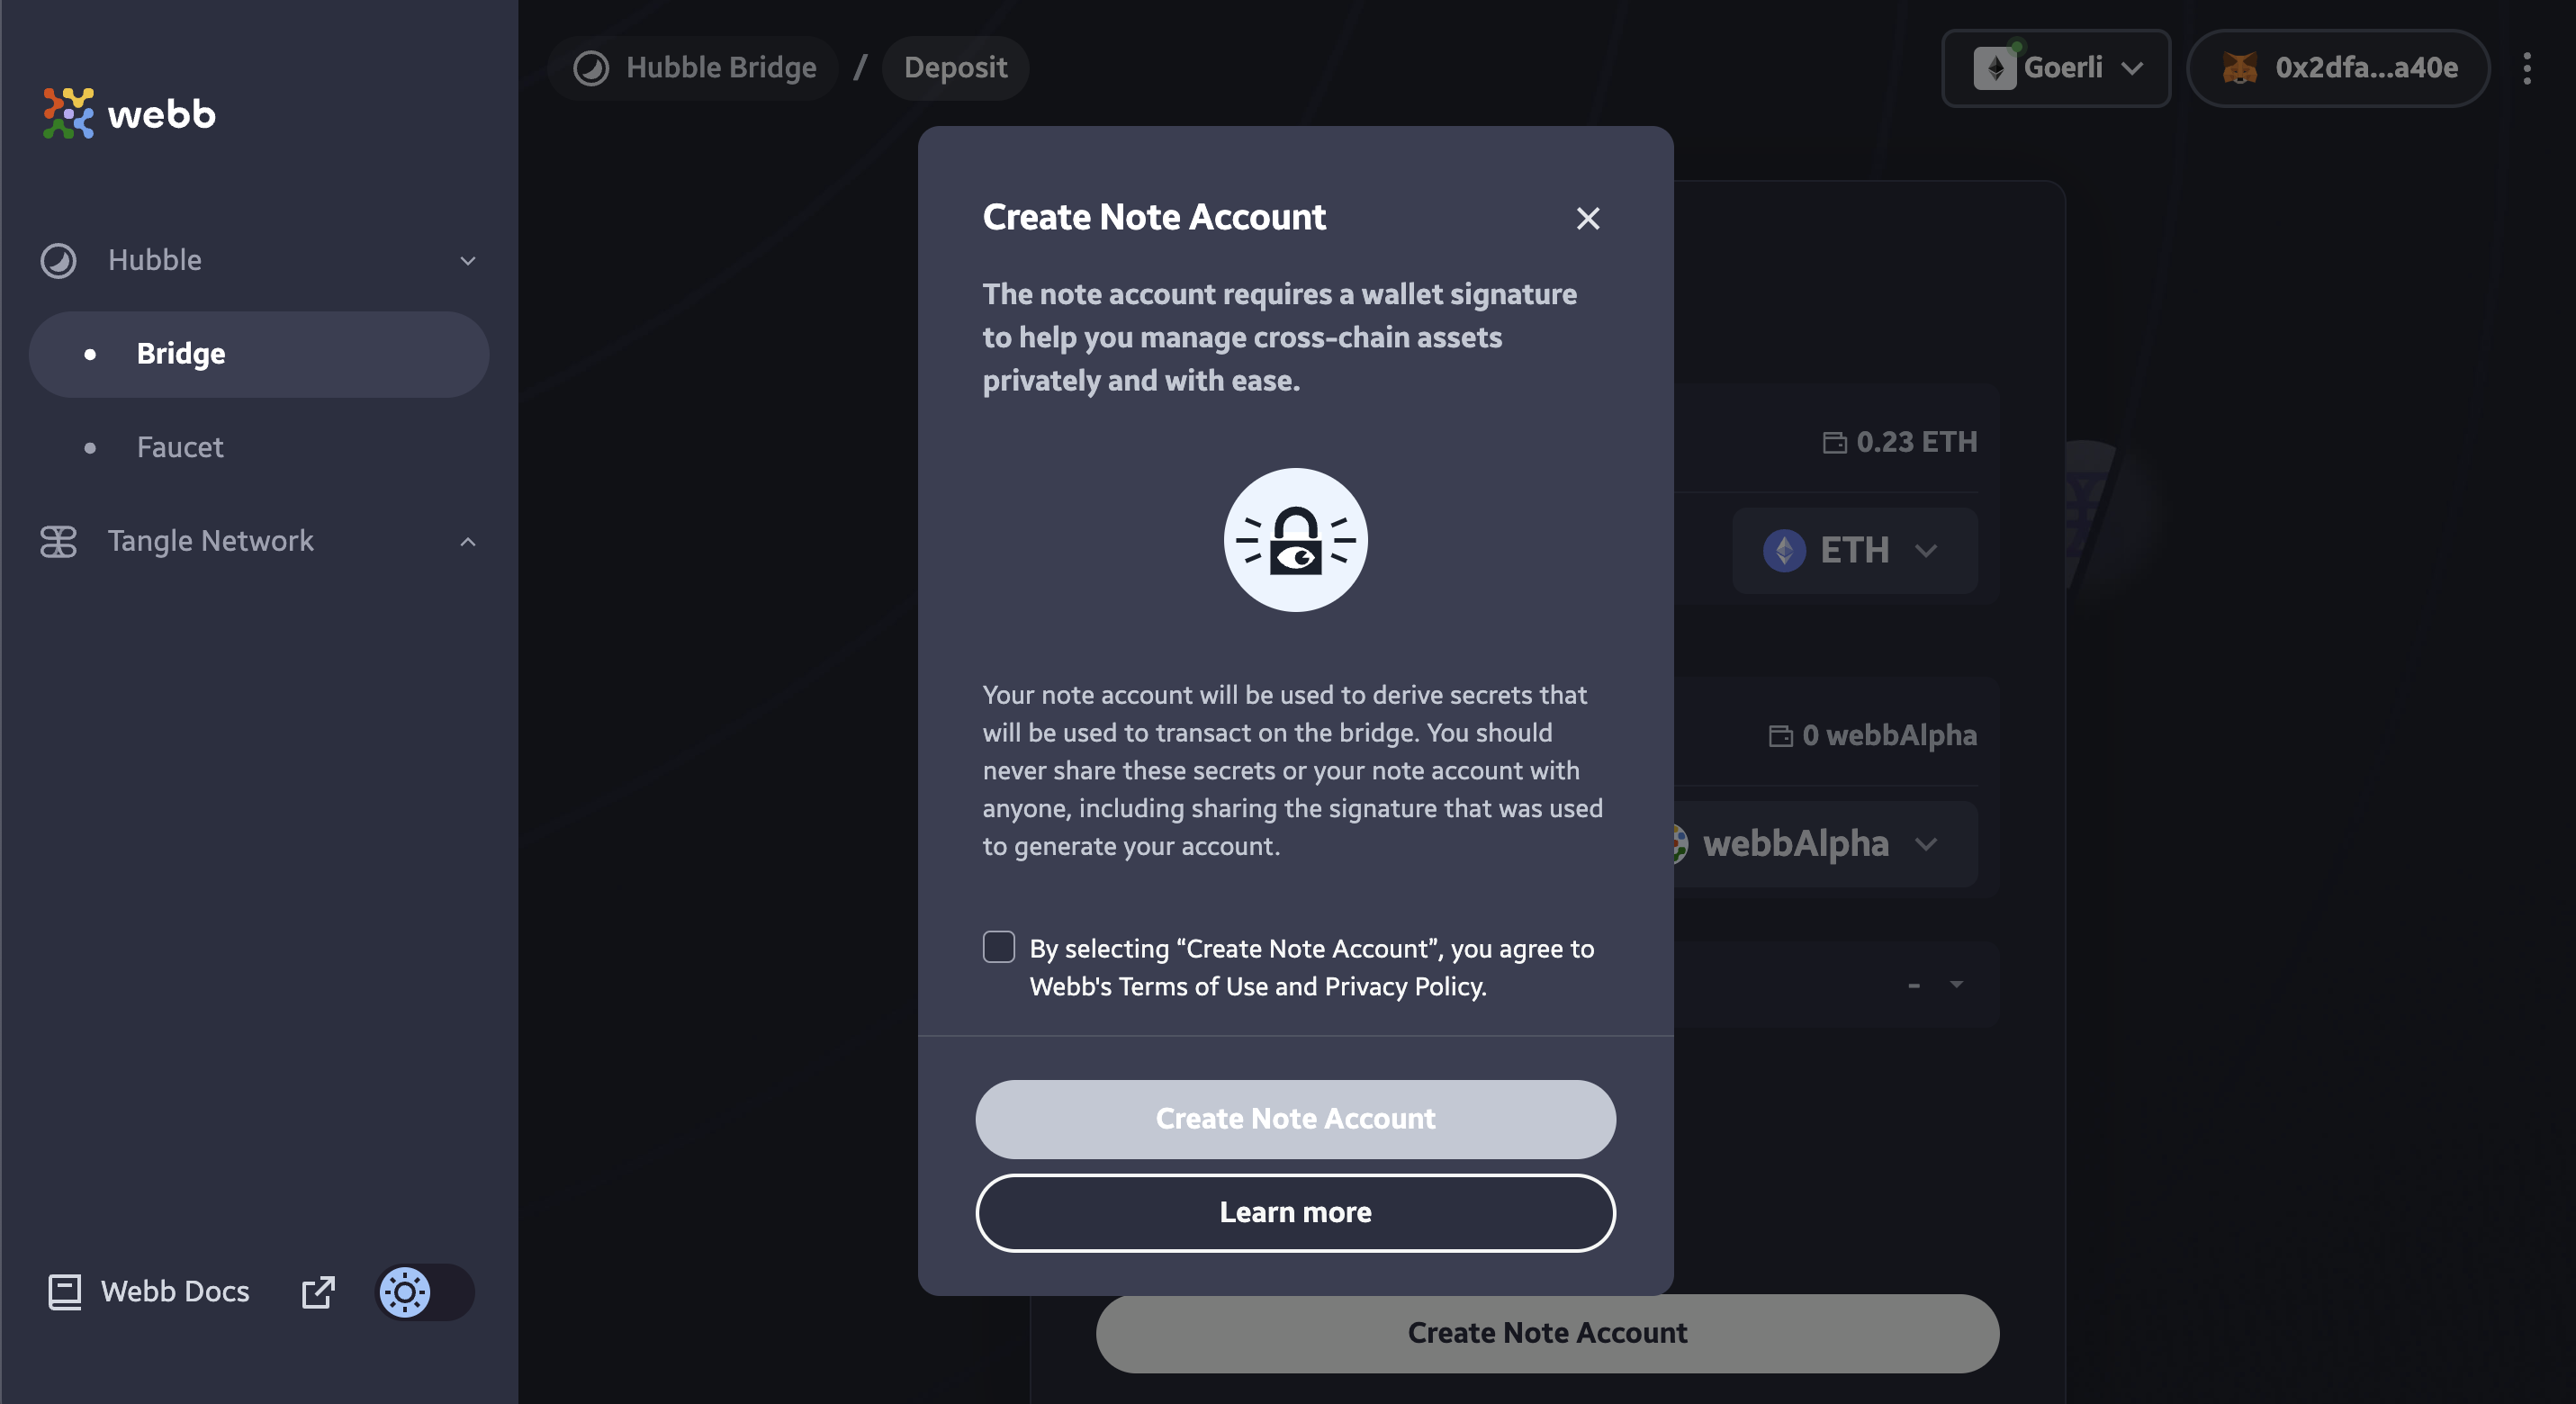 webb
Hubble
Bridge
Faucet
Tangle Network
Webb Docs
Hubble Bridge / Deposit
Goerli
0x2dfa...a40e
Create Note Account
The note account requires a wallet signature
to help you manage cross-chain assets
privately and with ease.
Your note account will be used to derive secrets that
will be used to transact on the bridge. You should
never share these secrets or your note account with
anyone, including sharing the signature that was used
to generate your account.
By selecting “Create Note Account”, you agree to
Webb's Terms of Use and Privacy Policy.
Create Note Account
Learn more
0.23 ETH
ETH
0 webbAlpha
webbAlpha
-
Create Note Account